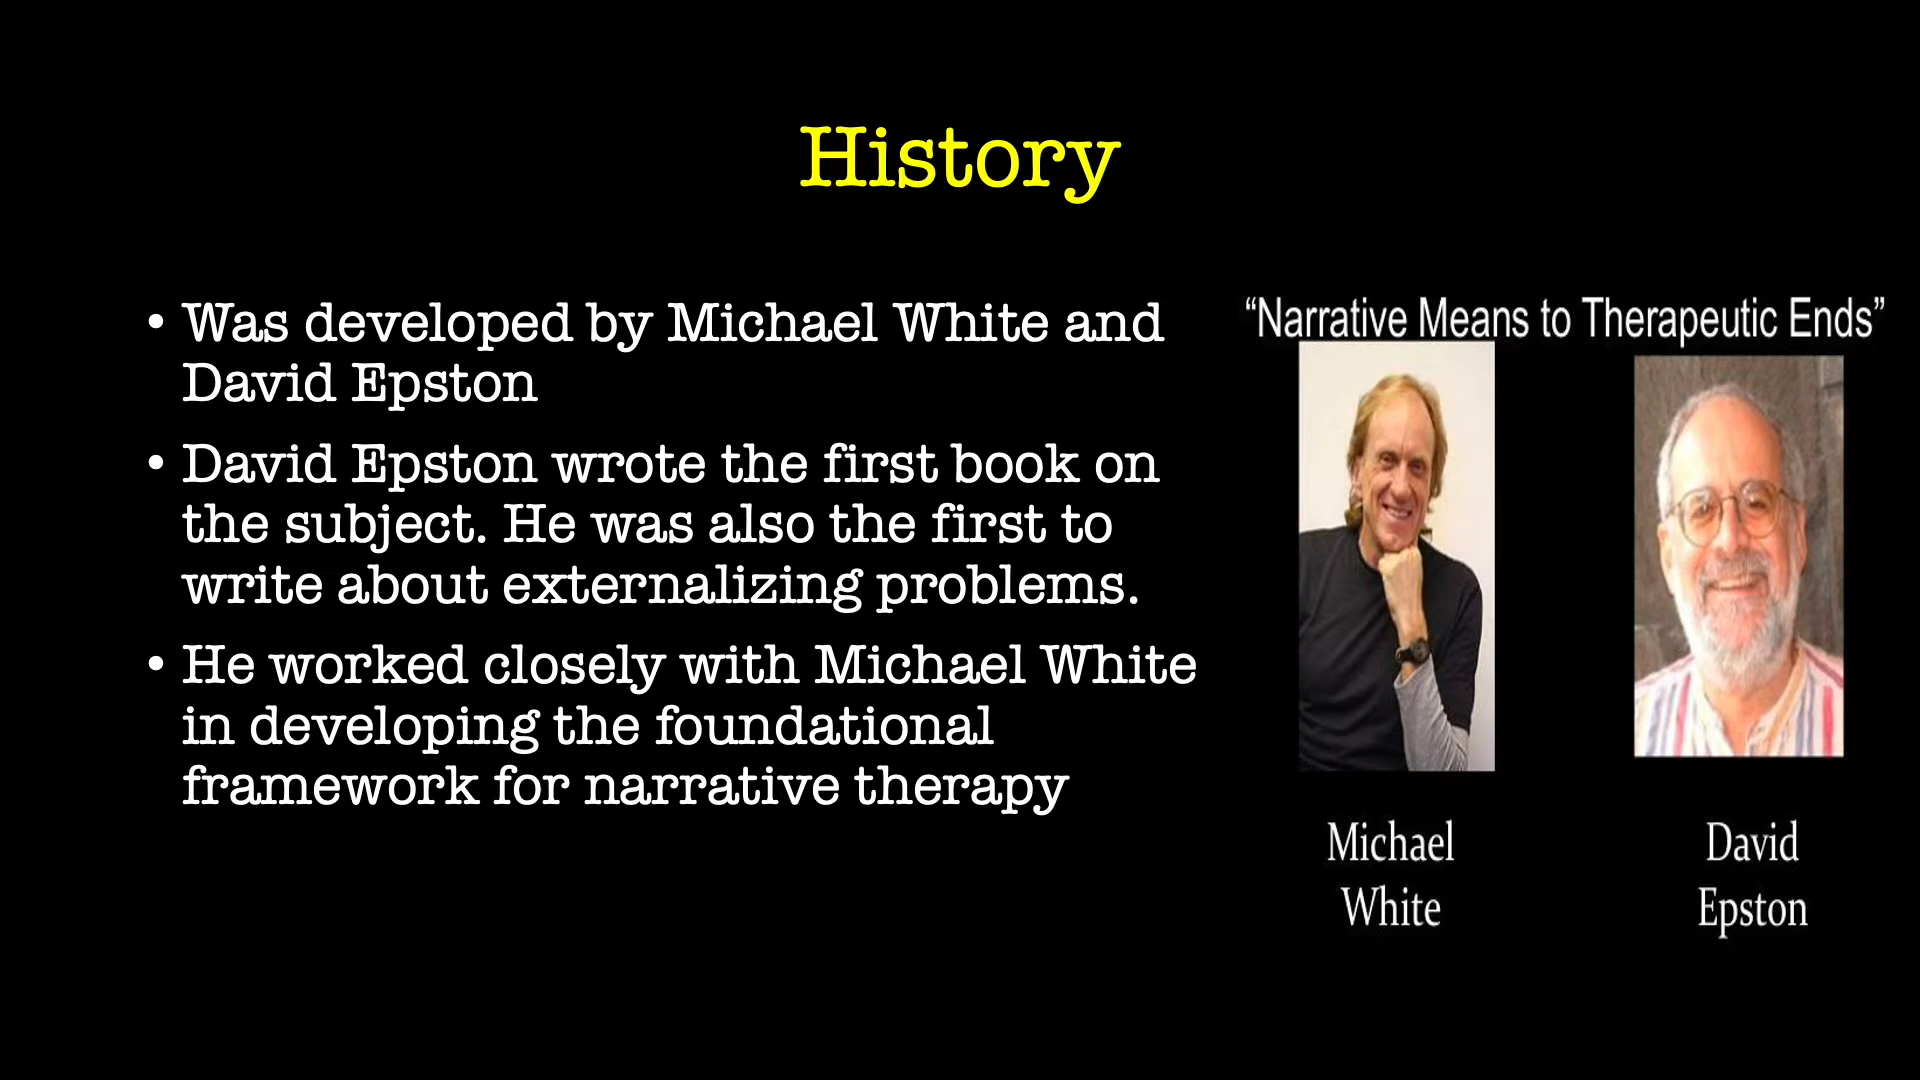 History
• Was developed by Michael White and
David Epston
• David Epston wrote the first book on
the subject. He was also the first to
write about externalizing problems.
• He worked closely with Michael White
in developing the foundational
framework for narrative therapy
“Narrative Means to Therapeutic Ends”
Michael
White
David
Epston